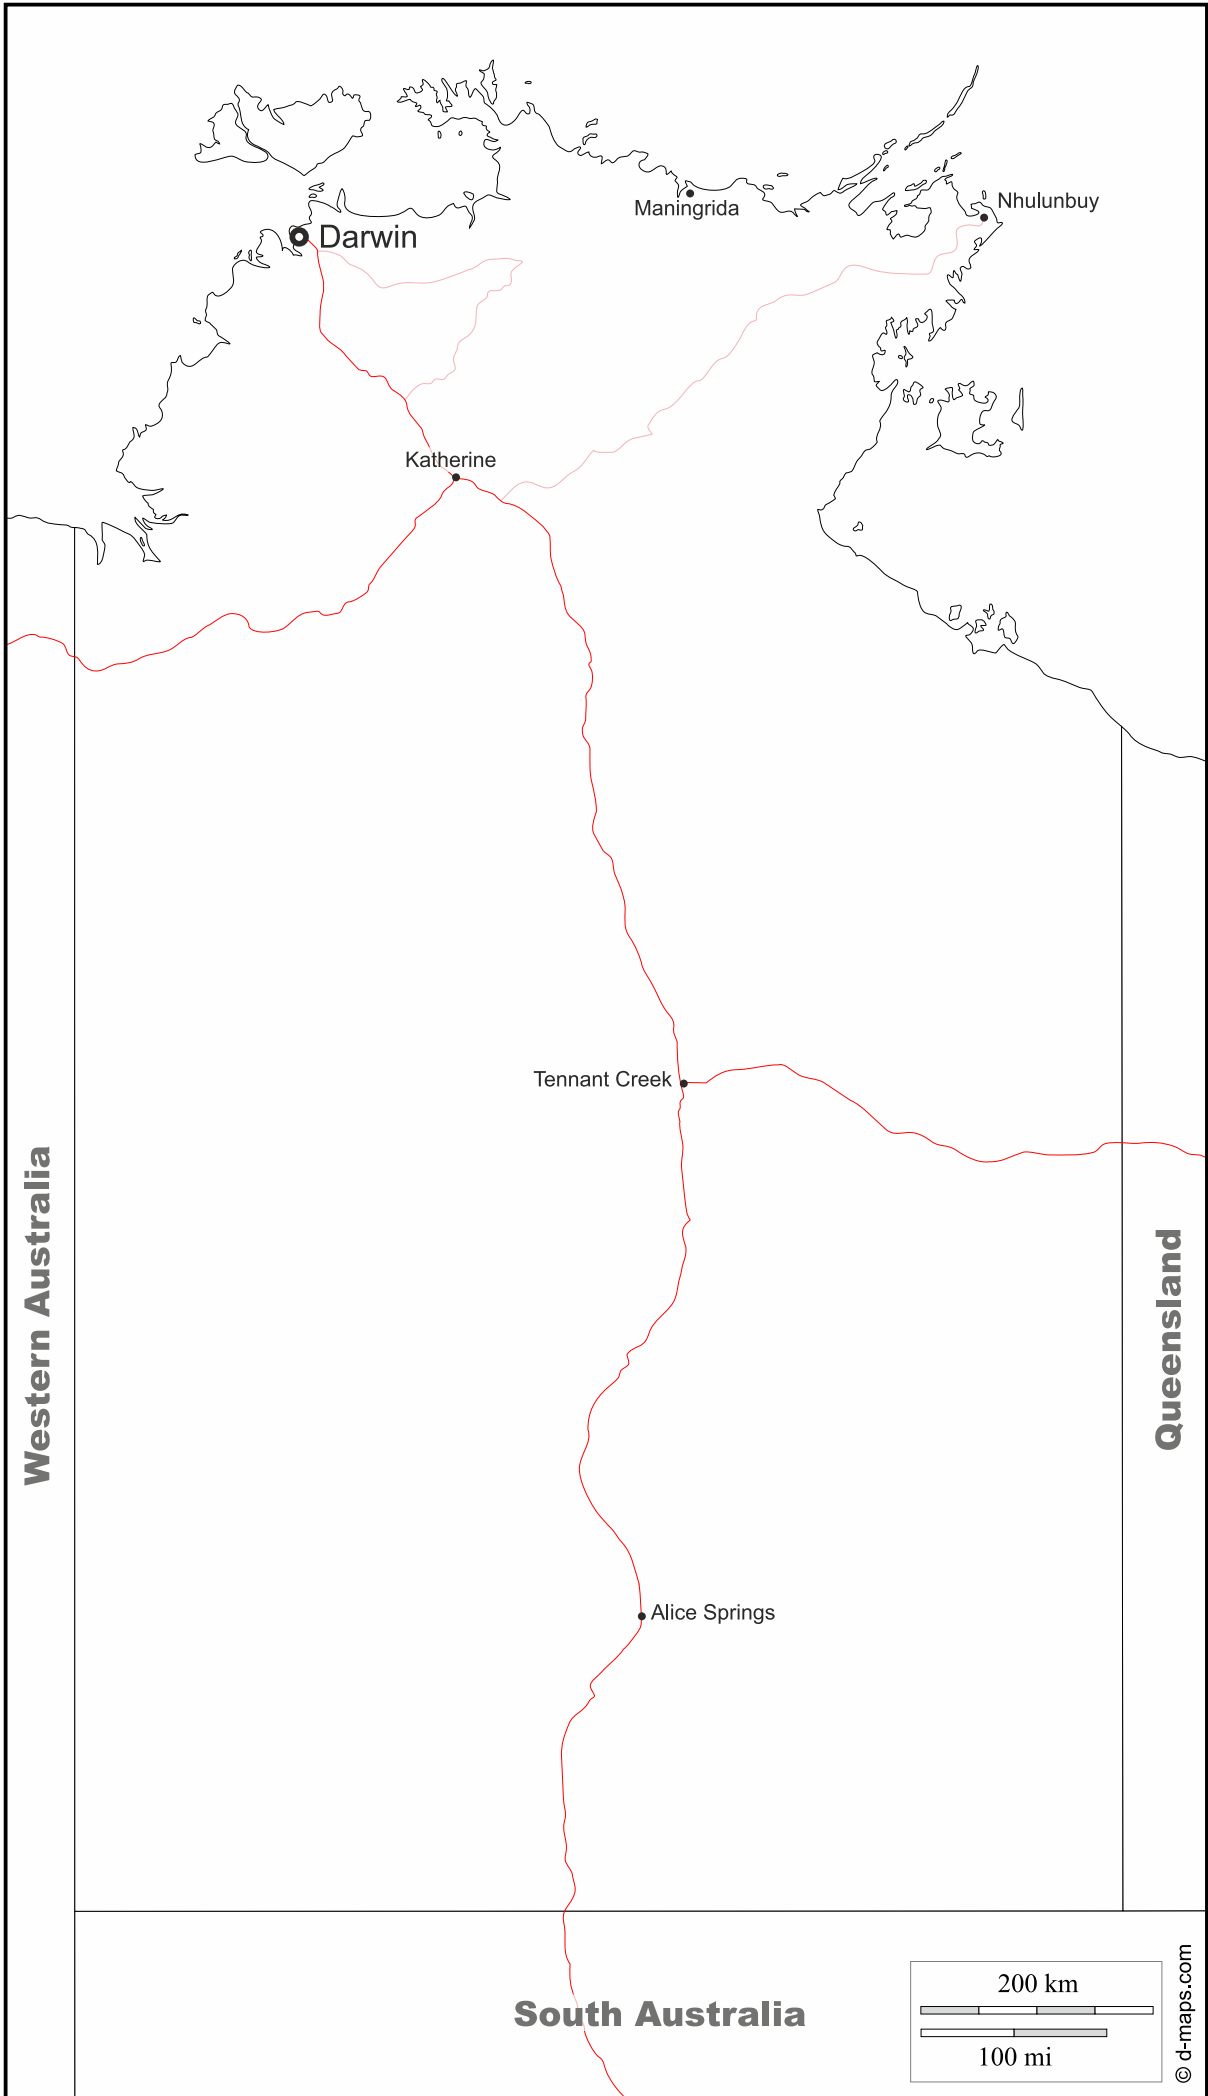 Maningrida
Nhulunbuy
Darwin
Katherine
Tennant Creek
Western Australia
Queensland
Alice Springs
South Australia
200 km
100 mi
© d-maps.com